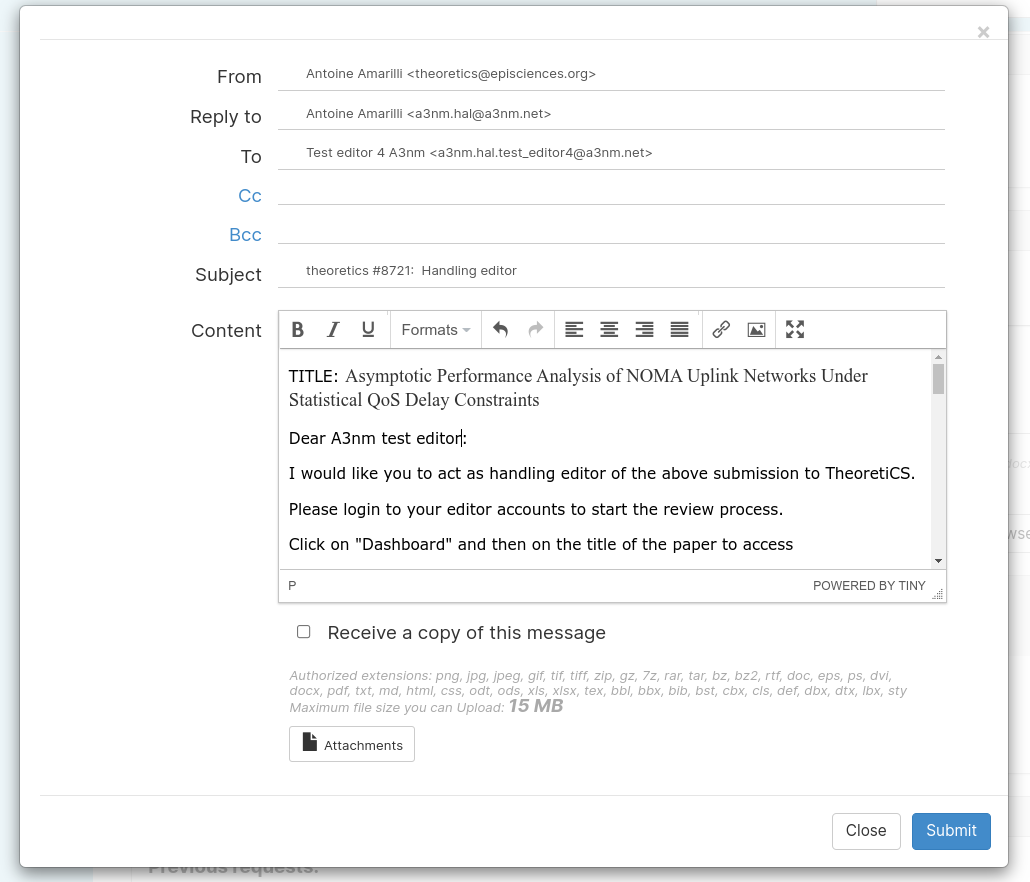 ×
From Antoine Amarilli <theoretics@episciences.org>
Reply to Antoine Amarilli <a3nm.hal@a3nm.net>
To Test editor 4 A3nm <a3nm.hal.test_editor4@a3nm.net>
Cc
Bcc
Subject theoretics #8721:  Handling editor
Content
B I U Formats
TITLE: Asymptotic Performance Analysis of NOMA Uplink Networks Under
Statistical QoS Delay Constraints
Dear A3nm test editor:
I would like you to act as handling editor of the above submission to TheoretiCS.
Please login to your editor accounts to start the review process.
Click on "Dashboard" and then on the title of the paper to access
P POWERED BY TINY
Receive a copy of this message
Authorized extensions: png, jpg, jpeg, gif, tif, tiff, zip, gz, 7z, rar, tar, bz, bz2, rtf, doc, eps, ps, dvi,
docx, pdf, txt, md, html, css, odt, ods, xls, xlsx, tex, bbl, bbx, bib, bst, cbx, cls, def, dbx, dtx, lbx, sty
Maximum file size you can Upload: 15 MB
Attachments
Close Submit
Previous requests: